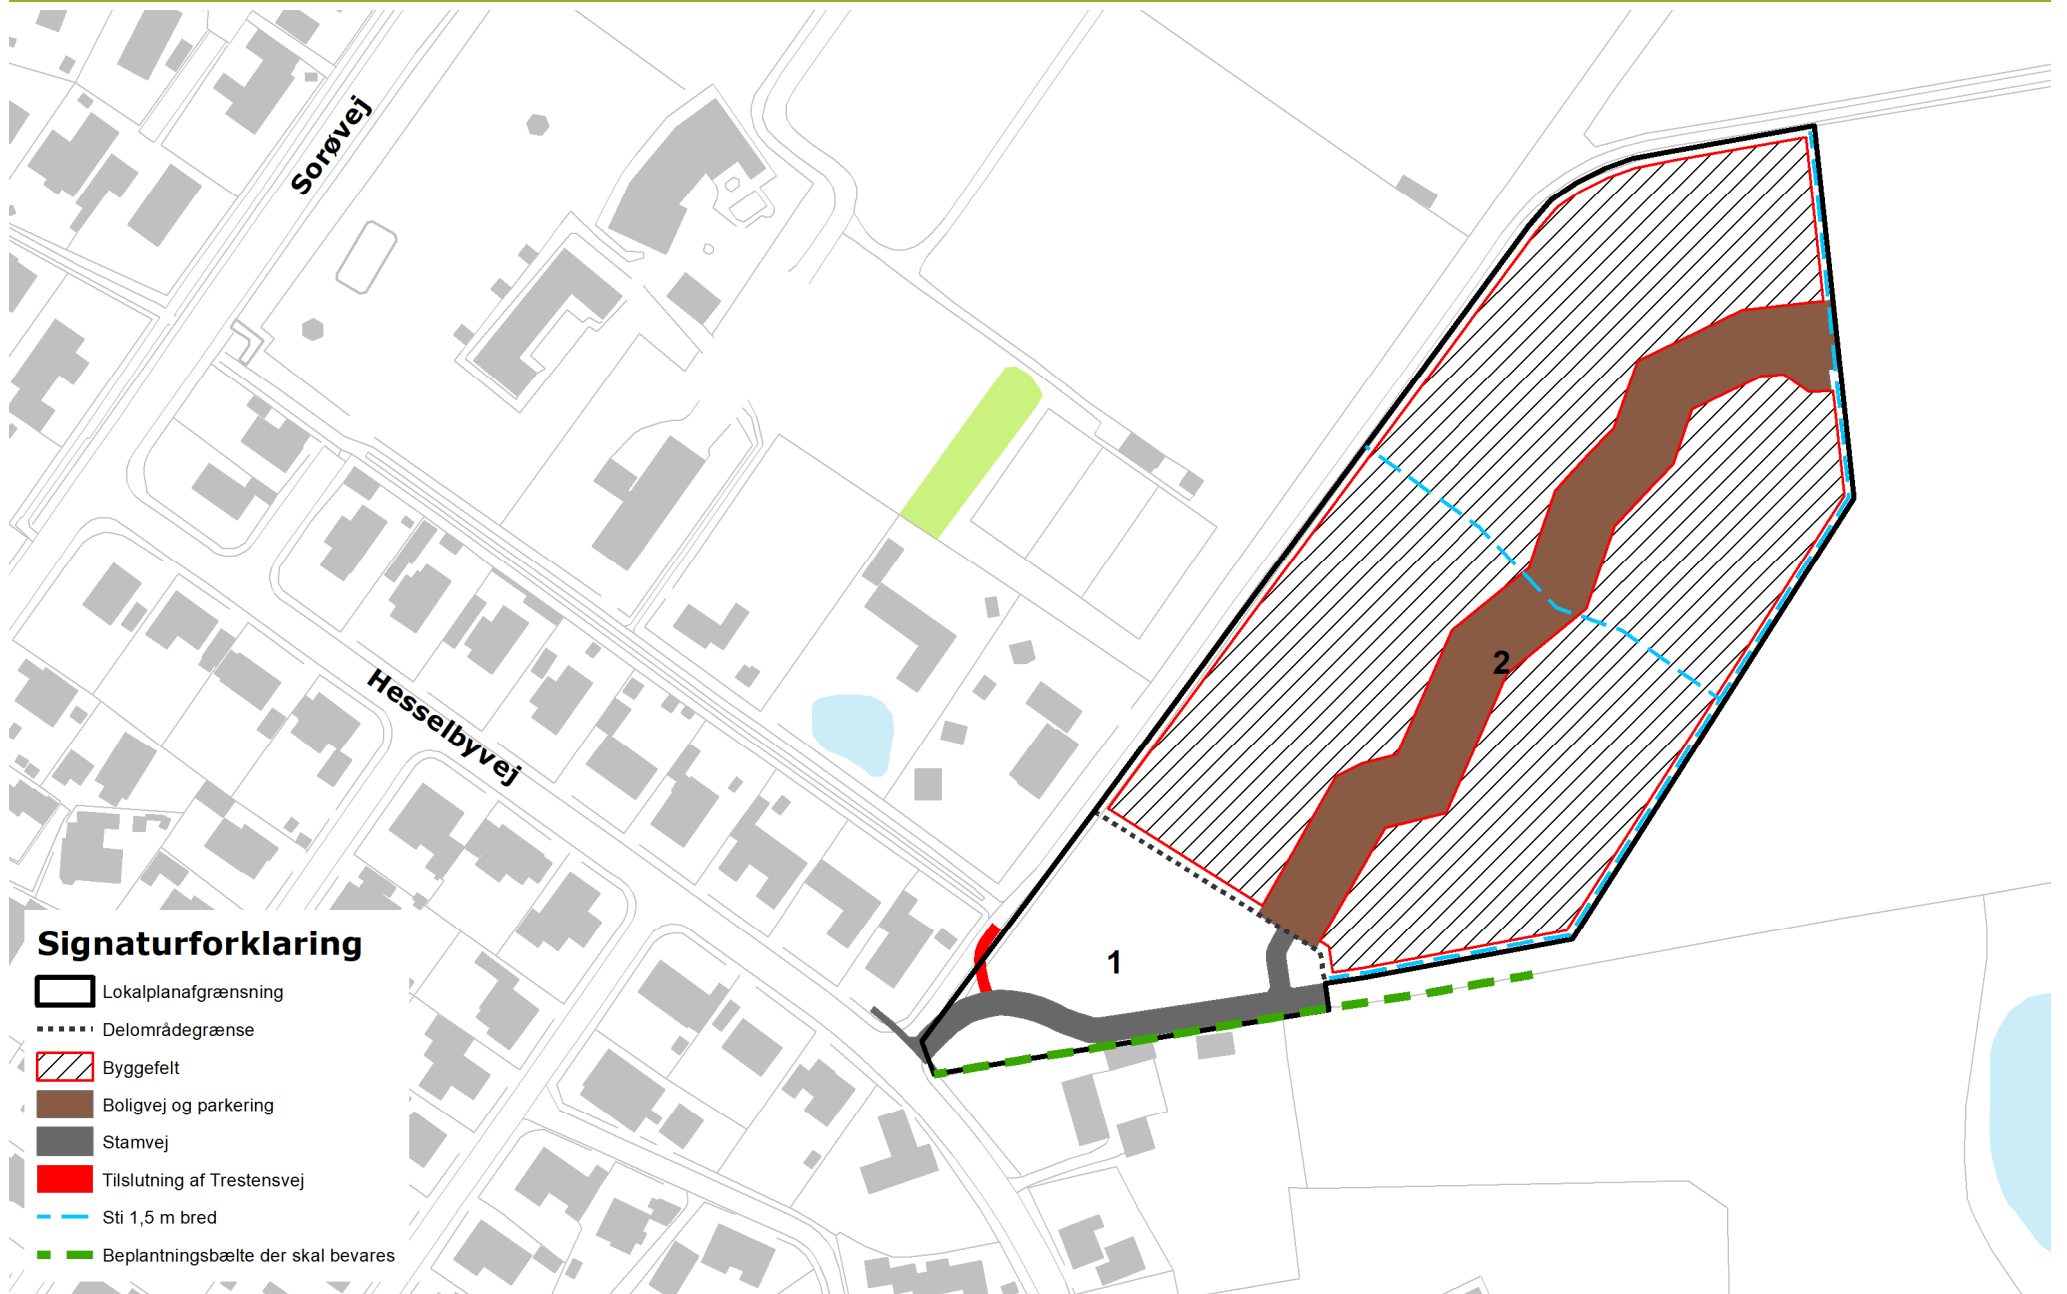 Sorøvej
Hesselbyvej
2
1
Signaturforklaring
Lokalplanafgrænsning
Delområdegrænse
Byggefelt
Boligvej og parkering
Stamvej
Tilslutning af Trestensvej
Sti 1,5 m bred
Beplantningsbælte der skal bevares